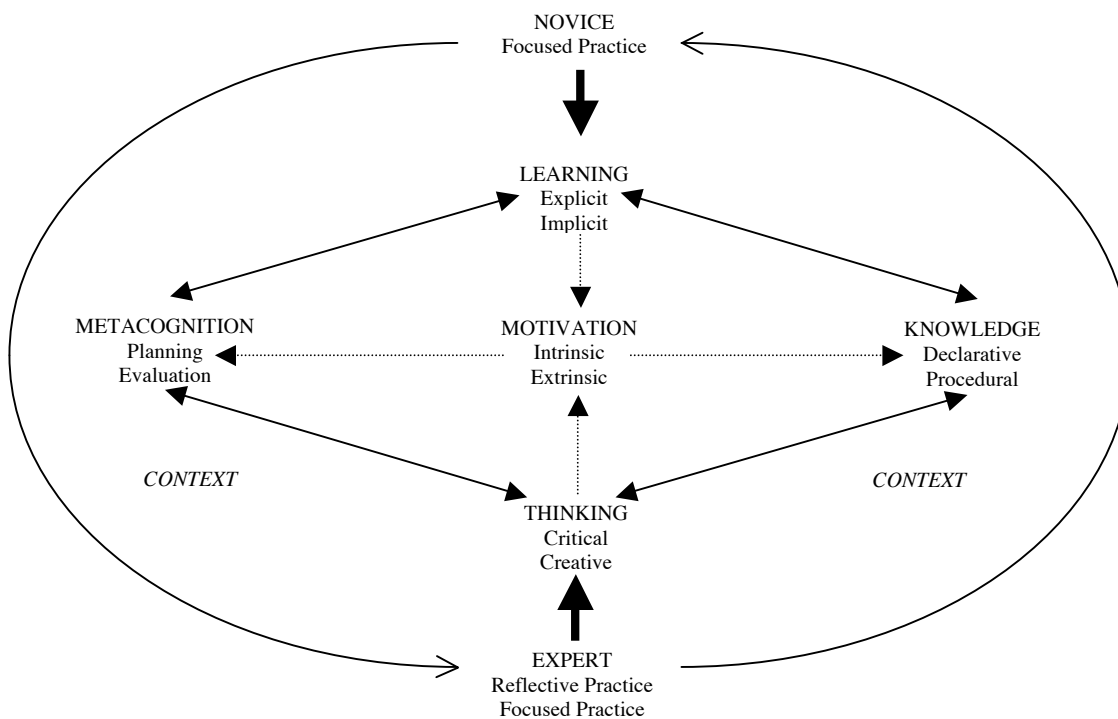 NOVICE
Focused Practice
LEARNING
Explicit
Implicit
METACOGNITION
Planning
Evaluation
MOTIVATION
Intrinsic
Extrinsic
KNOWLEDGE
Declarative
Procedural
CONTEXT
CONTEXT
THINKING
Critical
Creative
EXPERT
Reflective Practice
Focused Practice